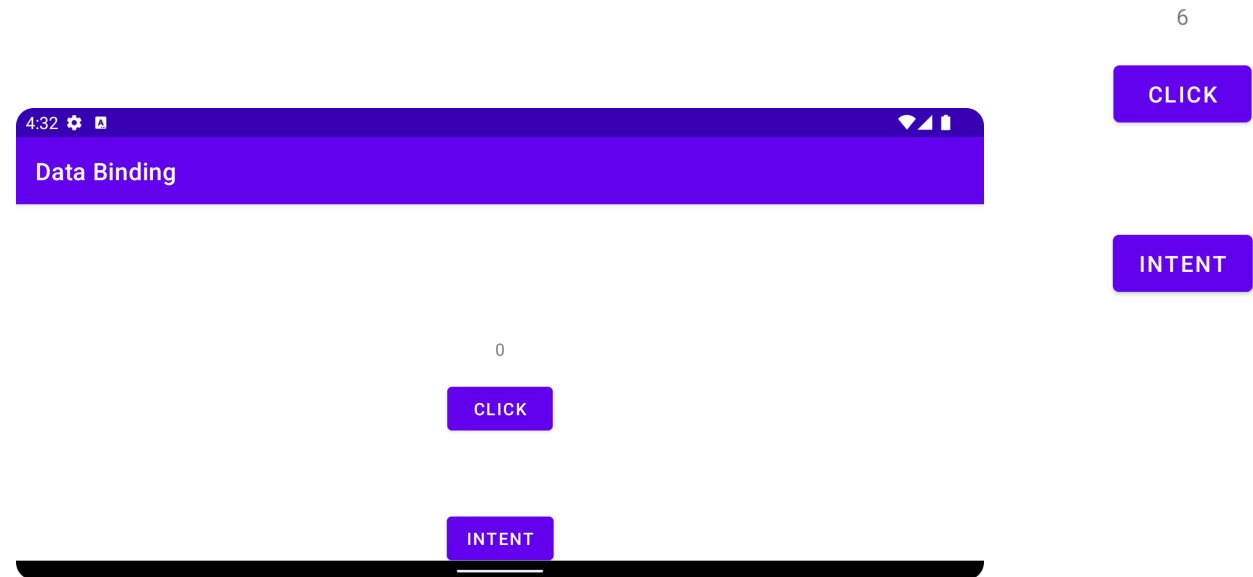 4:32
Data Binding
0
CLICK
INTENT
6
CLICK
INTENT